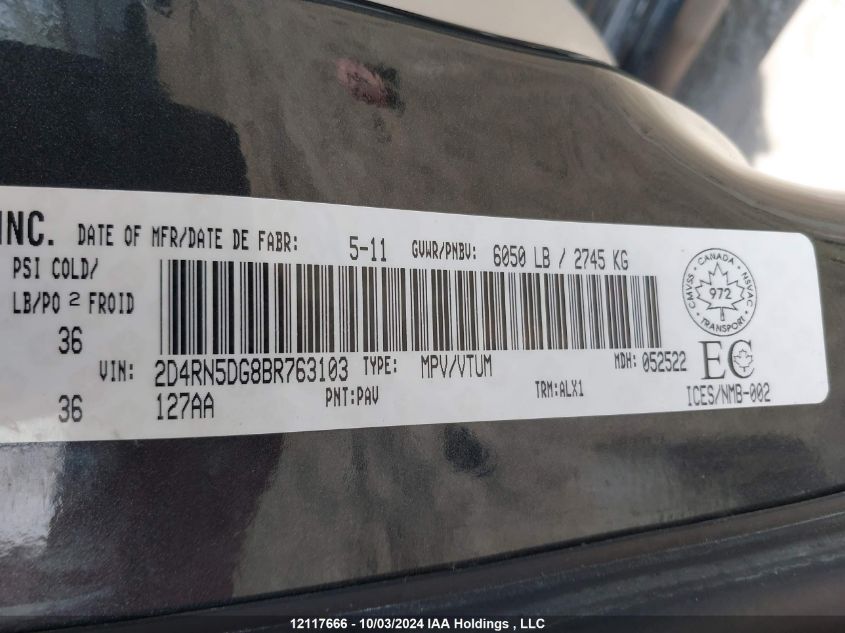 INC. DATE OF MFR/DATE DE FABR: 5-11 GVWR/PNBV: 6050 LB / 2745 KG
PSI COLD/
LB/PO 2 FROID
36
36
VIN: 2D4RN5DG8BR763103 TYPE: MPV/VTUM MDH: 052522
127AA PNT:PAV TRM:ALX1
CMVSS • CANADA • NSVAC
972
TRANSPORT
EC
ICES/NMB-002
12117666 - 10/03/2024 IAA Holdings , LLC